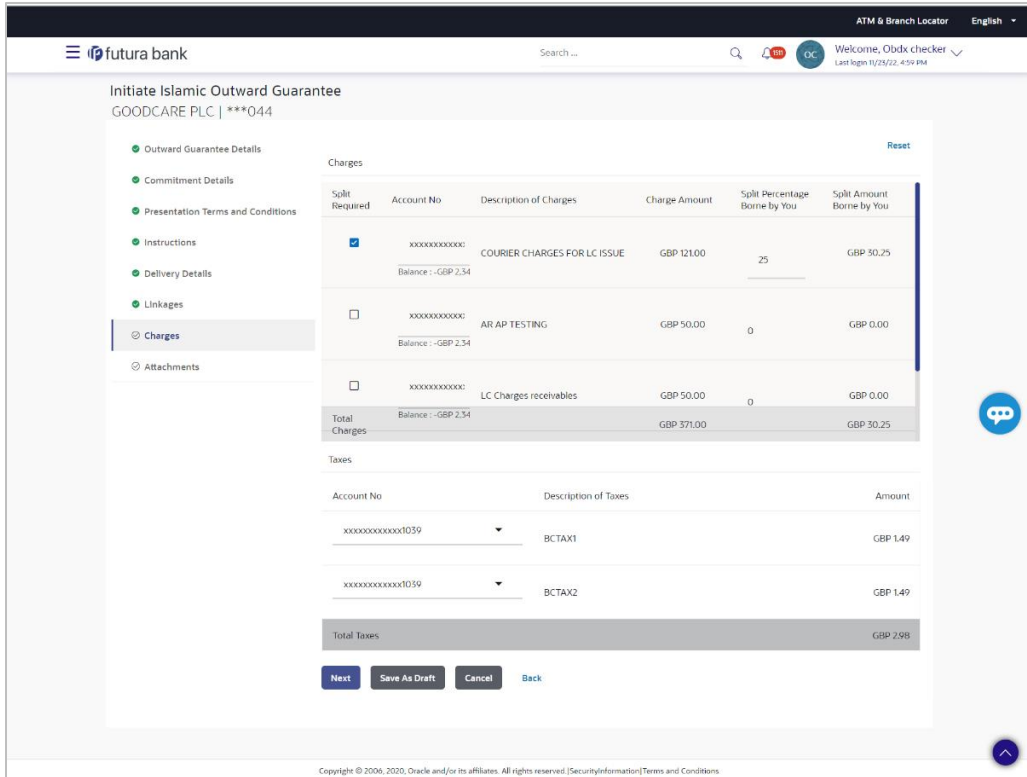 ATM & Branch Locator English
futura bank
Search ...
OC
Welcome, Obdx checker
Last login 11/23/22, 4:59 PM
Initiate Islamic Outward Guarantee
GOODCARE PLC | ***044
Outward Guarantee Details
Commitment Details
Presentation Terms and Conditions
Instructions
Delivery Details
Linkages
Charges
Attachments
Reset
Charges
Split Required Account No Description of Charges Charge Amount Split Percentage Borne by You Split Amount Borne by You
xxxxxxxxxxx: COURIER CHARGES FOR LC ISSUE GBP 121.00 25 GBP 30.25
Balance : -GBP 2,34
xxxxxxxxxxx: AR AP TESTING GBP 50.00 0 GBP 0.00
Balance : -GBP 2,34
xxxxxxxxxxx: LC Charges receivables GBP 50.00 0 GBP 0.00
Balance : -GBP 2,34
Total Charges GBP 371.00 GBP 30.25
Taxes
Account No Description of Taxes Amount
xxxxxxxxxxxx1039 BCTAX1 GBP 1.49
xxxxxxxxxxxx1039 BCTAX2 GBP 1.49
Total Taxes GBP 2.98
Next Save As Draft Cancel Back
Copyright © 2006, 2020, Oracle and/or its affiliates. All rights reserved.|SecurityInformation|Terms and Conditions